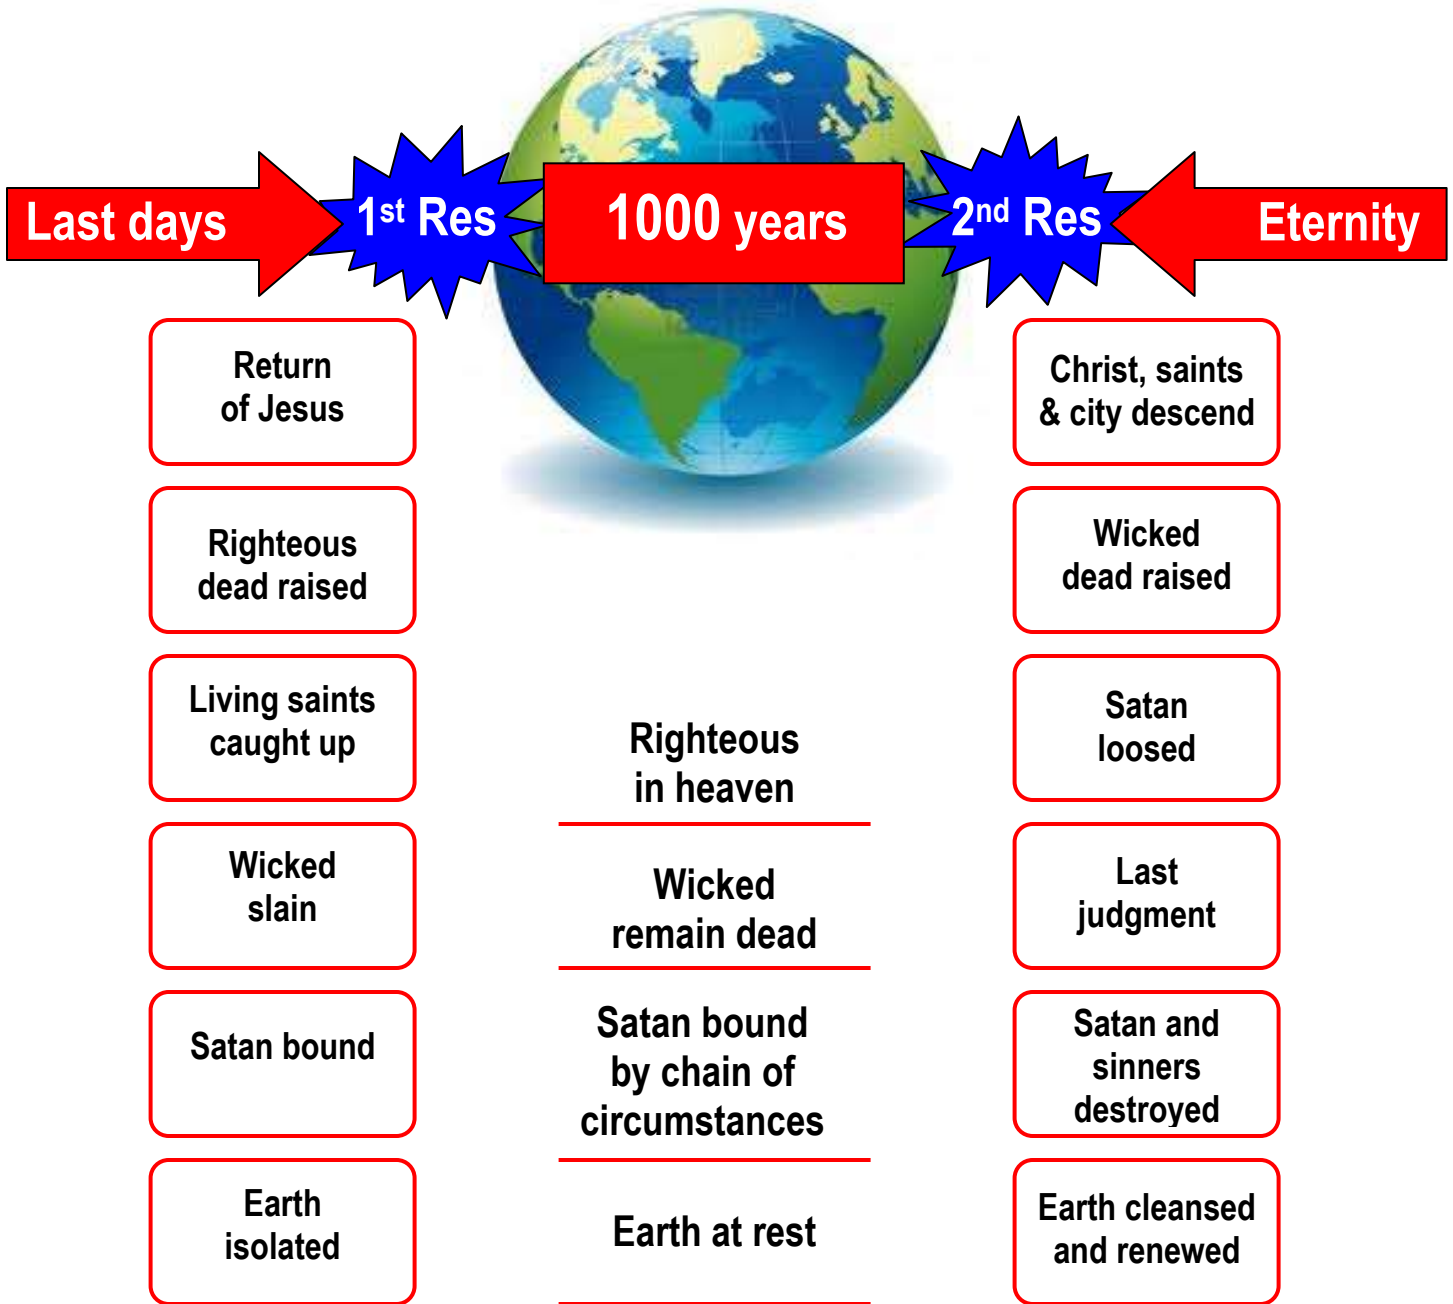 Last days
1st Res
1000 years
2nd Res
Eternity
Return
of Jesus
Righteous
dead raised
Living saints
caught up
Wicked
slain
Satan bound
Earth
isolated
Righteous
in heaven
Wicked
remain dead
Satan bound
by chain of
circumstances
Earth at rest
Christ, saints
& city descend
Wicked
dead raised
Satan
loosed
Last
judgment
Satan and
sinners
destroyed
Earth cleansed
and renewed